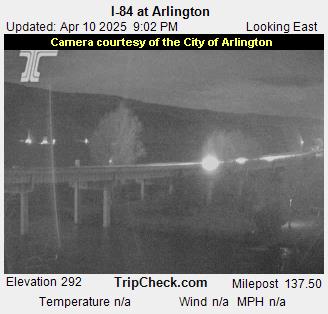 I-84 at Arlington
Updated: Apr 10 2025 9:02 PM Looking East
Camera courtesy of the City of Arlington
Elevation 292 TripCheck.com Milepost 137.50
Temperature n/a Wind n/a MPH n/a